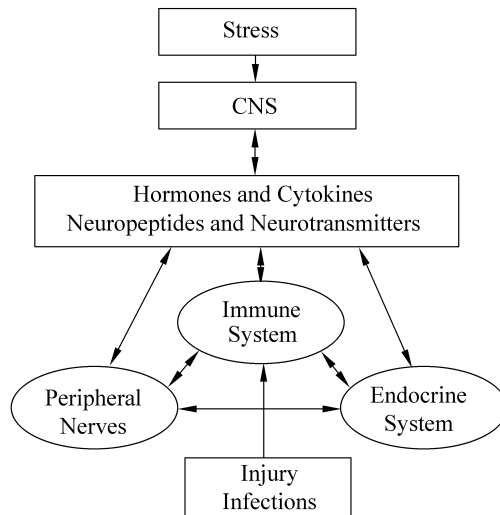 Stress
CNS
Hormones and Cytokines
Neuropeptides and Neurotransmitters
Immune
System
Peripheral
Nerves
Endocrine
System
Injury
Infections